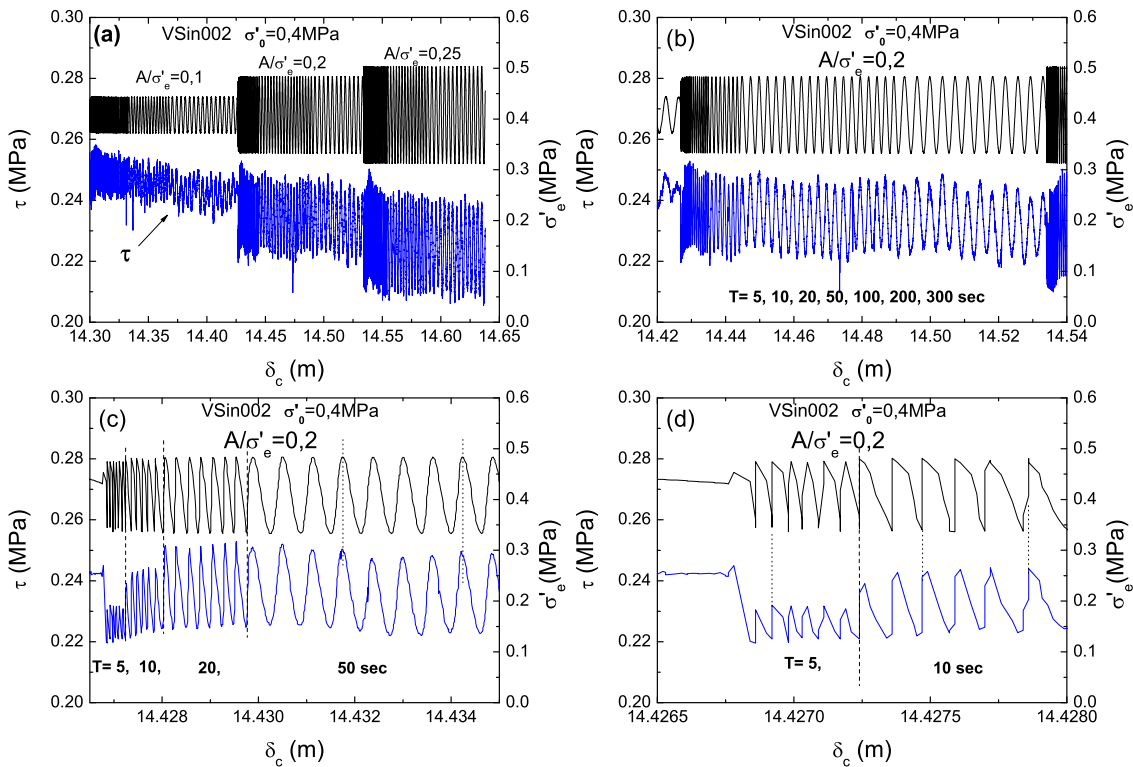 (a) VSin002 σ'0=0,4MPa
A/σ'e=0,1 A/σ'e=0,2 A/σ'e=0,25
τ
0.30
0.28
0.26
0.24
0.22
0.20
τ (MPa)
0.6
0.5
0.4
0.3
0.2
0.1
0.0
σ'e(MPa)
14.30 14.35 14.40 14.45 14.50 14.55 14.60 14.65
δc (m)
(b) VSin002 σ'0=0,4MPa
A/σ'e=0,2
T= 5, 10, 20, 50, 100, 200, 300 sec
0.30
0.28
0.26
0.24
0.22
0.20
τ (MPa)
0.6
0.5
0.4
0.3
0.2
0.1
0.0
σ'e(MPa)
14.42 14.44 14.46 14.48 14.50 14.52 14.54
δc (m)
(c) VSin002 σ'0=0,4MPa
A/σ'e=0,2
T= 5, 10, 20, 50 sec
0.30
0.28
0.26
0.24
0.22
0.20
τ (MPa)
0.6
0.5
0.4
0.3
0.2
0.1
0.0
σ'e(MPa)
14.428 14.430 14.432 14.434
δc (m)
(d) VSin002 σ'0=0,4MPa
A/σ'e=0,2
T= 5, 10 sec
0.30
0.28
0.26
0.24
0.22
0.20
τ (MPa)
0.6
0.5
0.4
0.3
0.2
0.1
0.0
σ'e(MPa)
14.4265 14.4270 14.4275 14.4280
δc (m)